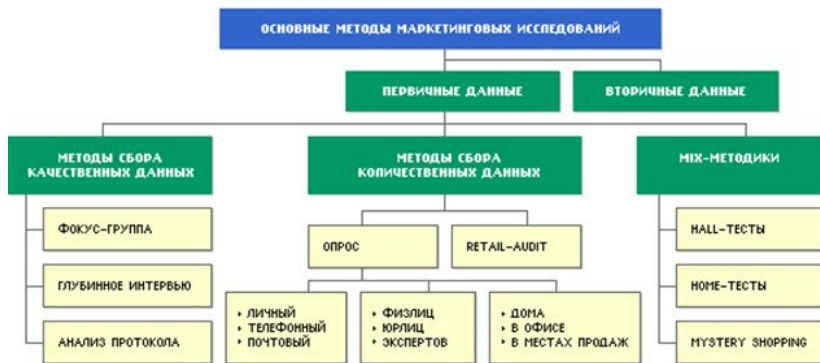 ОСНОВНЫЕ МЕТОДЫ МАРКЕТИНГОВЫХ ИССЛЕДОВАНИЙ
ПЕРВИЧНЫЕ ДАННЫЕ
ВТОРИЧНЫЕ ДАННЫЕ
МЕТОДЫ СБОРА
КАЧЕСТВЕННЫХ ДАННЫХ
МЕТОДЫ СБОРА
КОЛИЧЕСТВЕННЫХ ДАННЫХ
MIX-МЕТОДИКИ
ФОКУС-ГРУППА
ГЛУБИННОЕ ИНТЕРВЬЮ
АНАЛИЗ ПРОТОКОЛА
ОПРОС
RETAIL-AUDIT
ЛИЧНЫЙ
ТЕЛЕФОННЫЙ
ПОЧТОВЫЙ
ФИЗЛИЦ
ЮРЛИЦ
ЭКСПЕРТОВ
ДОМА
В ОФИСЕ
В МЕСТАХ ПРОДАЖ
HALL-ТЕСТЫ
HOME-ТЕСТЫ
MYSTERY SHOPPING